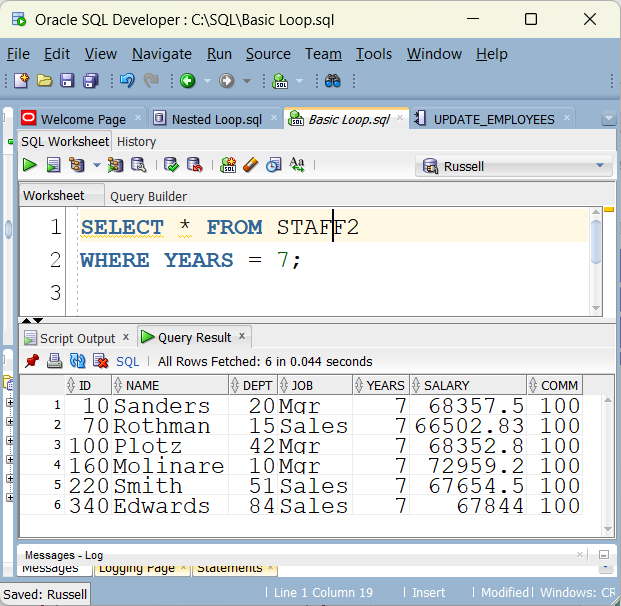 Oracle SQL Developer : C:\SQL\Basic Loop.sql
File Edit View Navigate Run Source Team Tools Window Help
Welcome Page Nested Loop.sql Basic Loop.sql UPDATE_EMPLOYEES
SQL Worksheet History
Russell
Worksheet Query Builder
1 SELECT * FROM STAFF2
2 WHERE YEARS = 7;
3
Script Output x Query Result x
SQL | All Rows Fetched: 6 in 0.044 seconds
ID NAME DEPT JOB YEARS SALARY COMM
1 10 Sanders 20 Mgr 7 68357.5 100
2 70 Rothman 15 Sales 7 66502.83 100
3 100 Plotz 42 Mgr 7 68352.8 100
4 160 Molinare 10 Mgr 7 72959.2 100
5 220 Smith 51 Sales 7 67654.5 100
6 340 Edwards 84 Sales 7 67844 100
Messages - Log
Messages Logging Page Statements
Saved: Russell | Line 1 Column 19 | Insert | Modified | Windows: CR